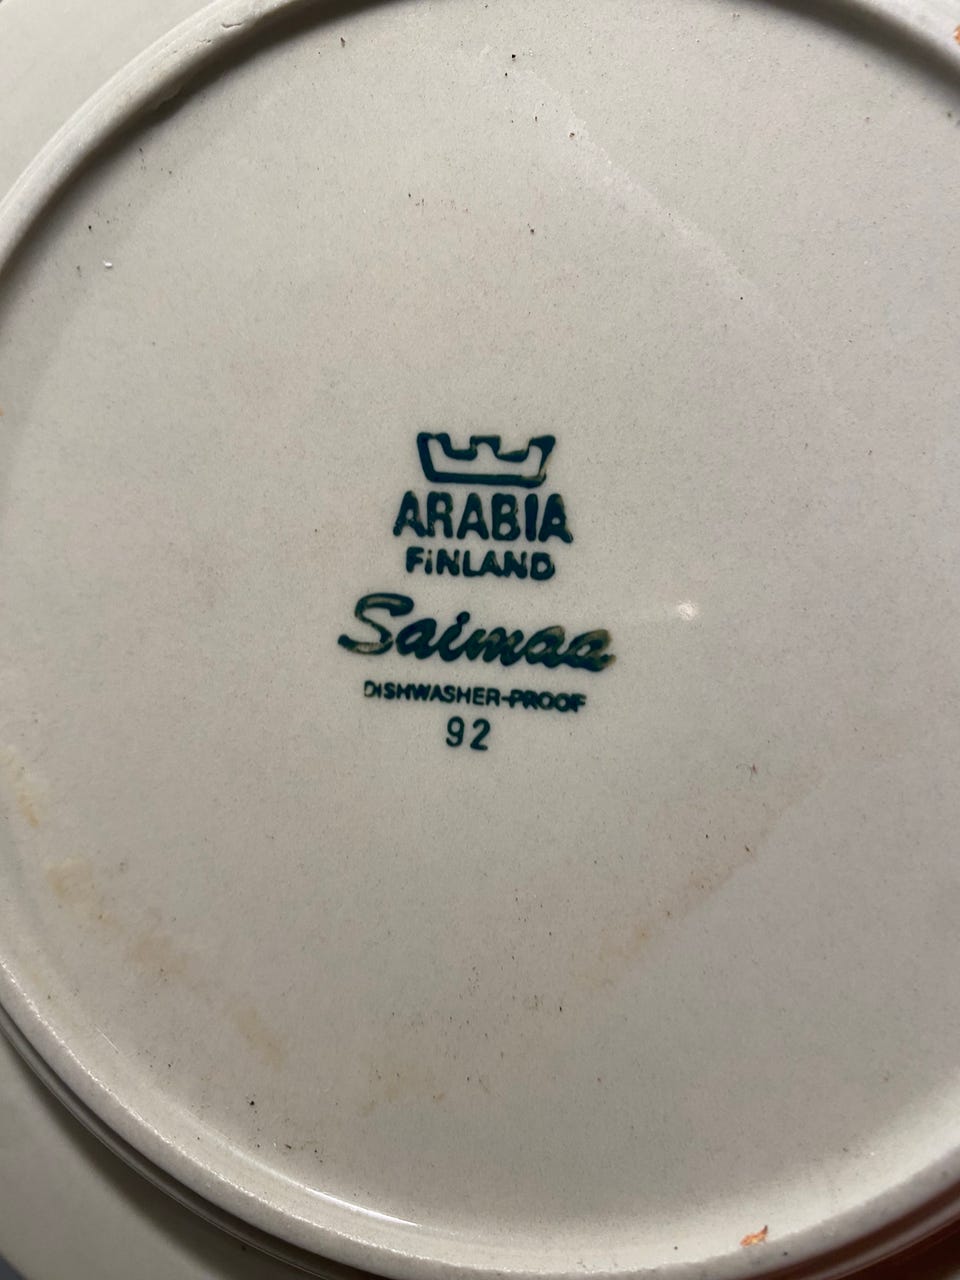 ARABIA
FINLAND
Saimaa
DISHWASHER-PROOF
92